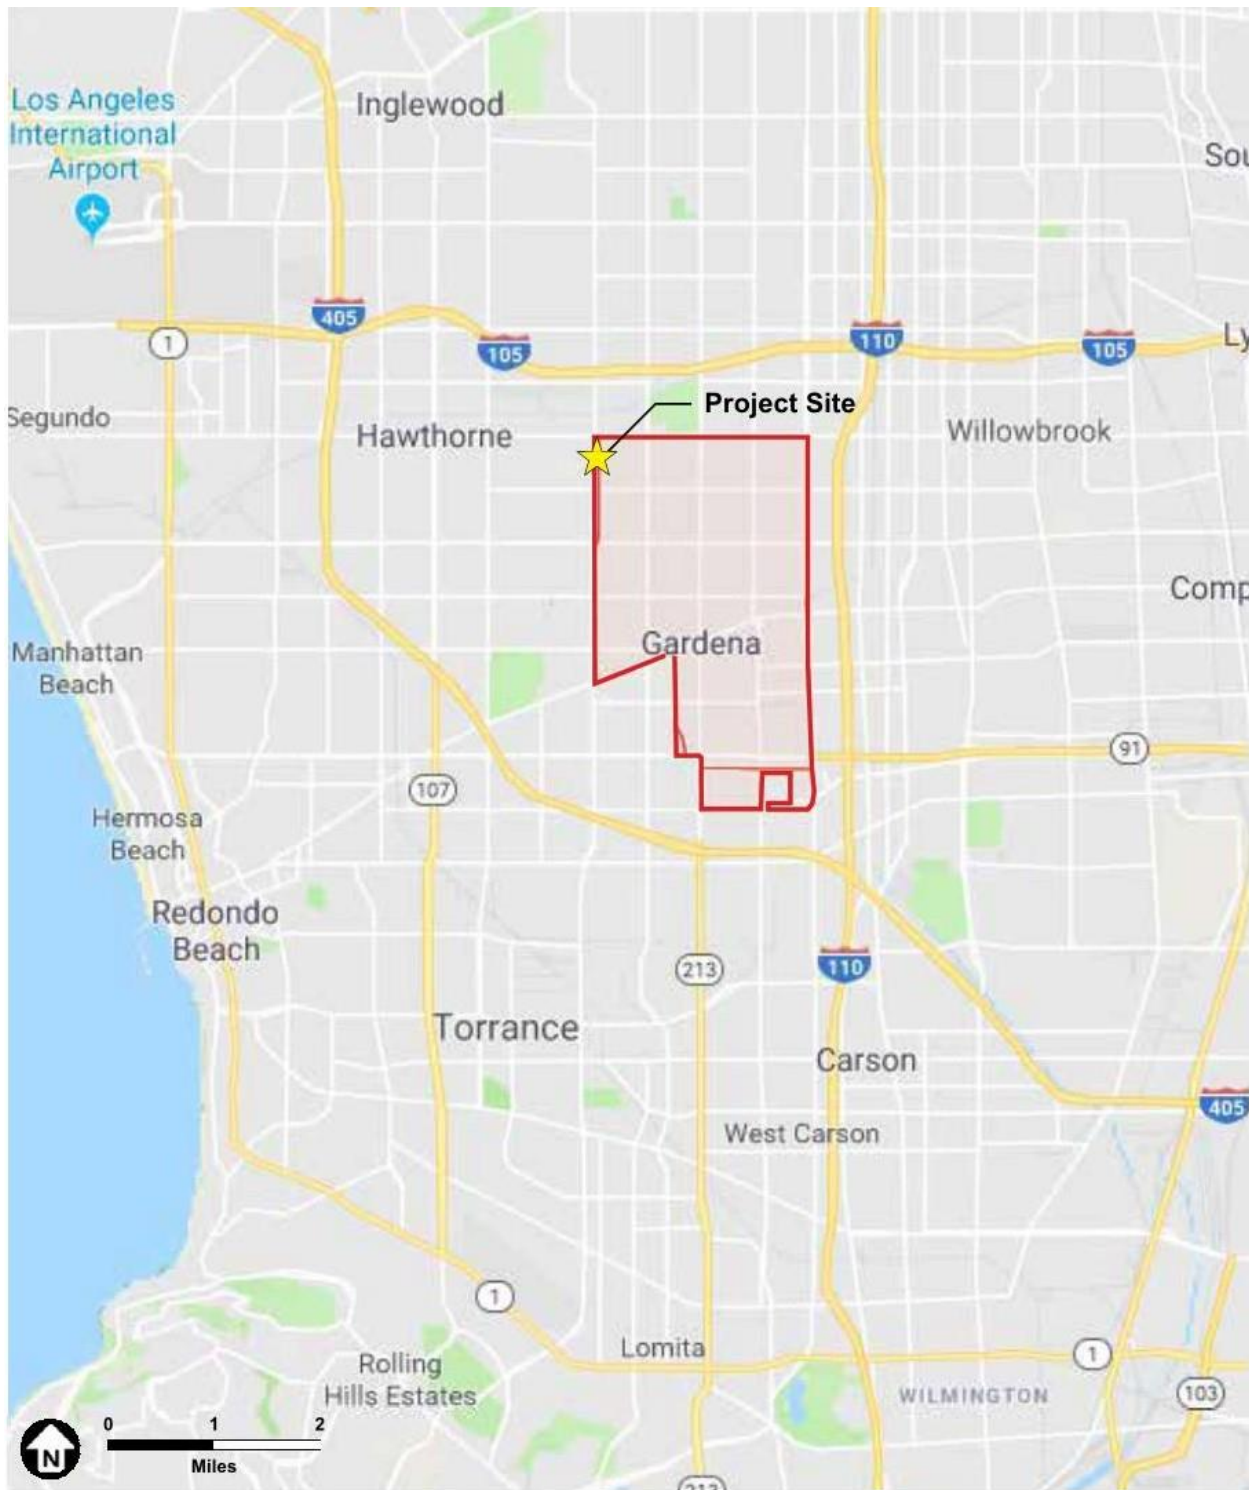 Los Angeles
International
Airport
Inglewood
Sou
405
1
105
110
105
Ly
Segundo
Hawthorne
Project Site
Willowbrook
Comp
Gardena
Manhattan
Beach
91
107
Hermosa
Beach
Redondo
Beach
213
110
Torrance
Carson
405
West Carson
1
Lomita
1
Rolling
Hills Estates
WILMINGTON
103
0 1 2
N
Miles
213